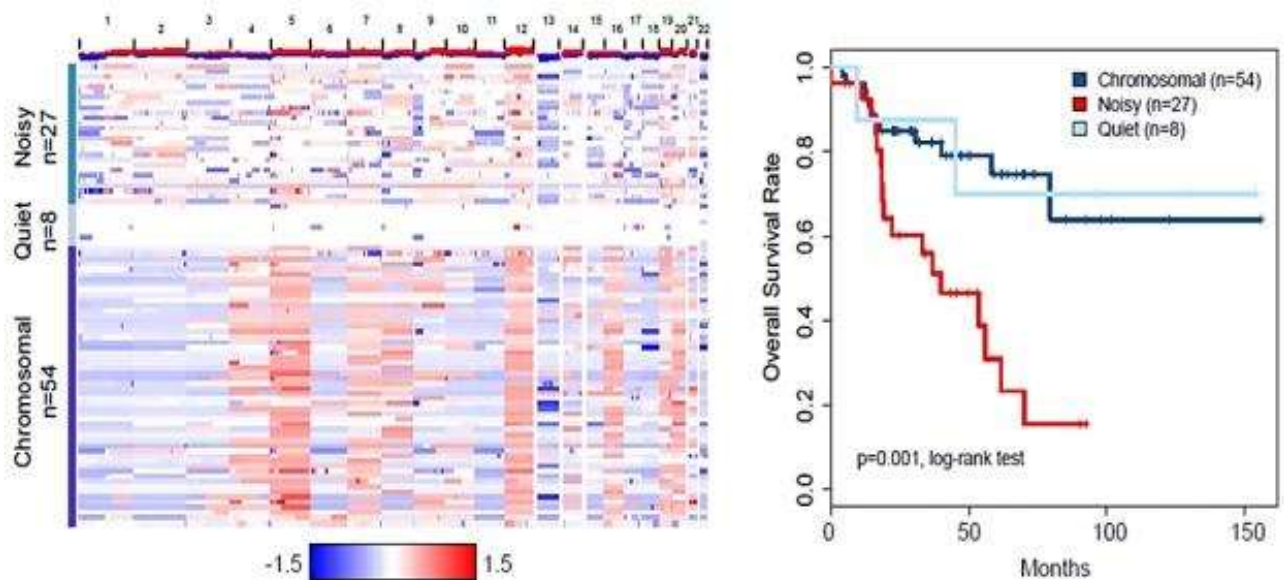 1 2 3 4 5 6 7 8 9 10 11 12 13 14 15 16 17 18 19 20 21 22
Noisy
n=27
Quiet
n=8
Chromosomal
n=54
-1.5 1.5
Overall Survival Rate
1.0
0.8
0.6
0.4
0.2
0.0
Chromosomal (n=54)
Noisy (n=27)
Quiet (n=8)
p=0.001, log-rank test
0 50 100 150
Months